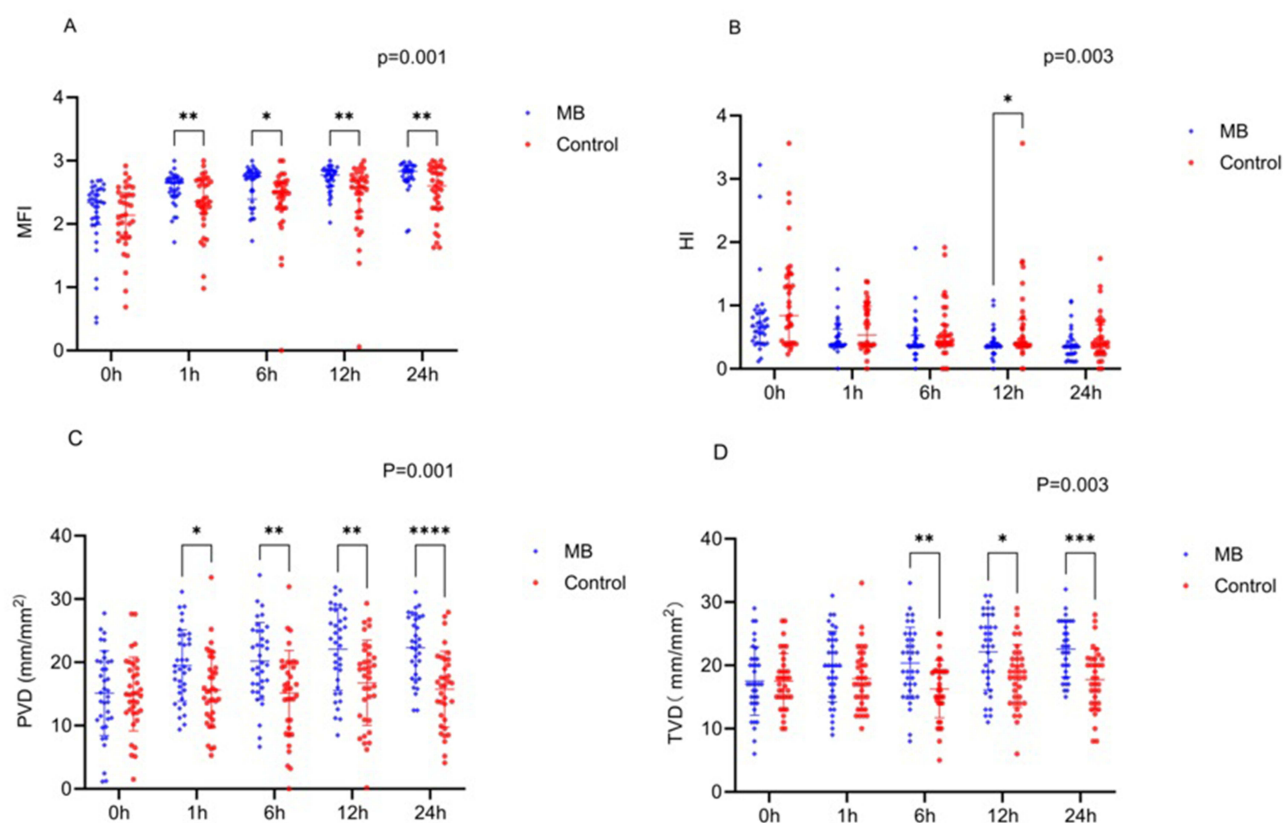 A
p=0.001
4
3
2
1
0
MFI
** * ** **
0h 1h 6h 12h 24h
MB
Control
B
p=0.003
4
3
2
1
0
HI
*
0h 1h 6h 12h 24h
MB
Control
C
P=0.001
40
30
20
10
0
PVD (mm/mm²)
* ** ** ****
0h 1h 6h 12h 24h
MB
Control
D
P=0.003
40
30
20
10
0
TVD( mm/mm²)
** * ***
0h 1h 6h 12h 24h
MB
Control